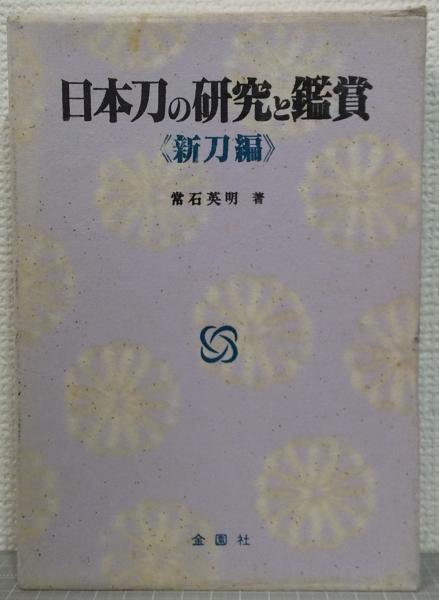 日本刀の研究と鑑賞
《新刀編》
常石英明 著
金園社